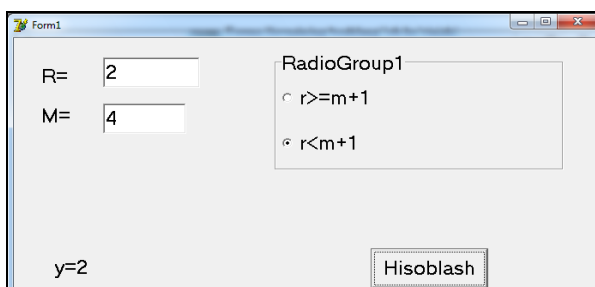 Form1
R= 2
M= 4
RadioGroup1
r>=m+1
r<m+1
y=2
Hisoblash